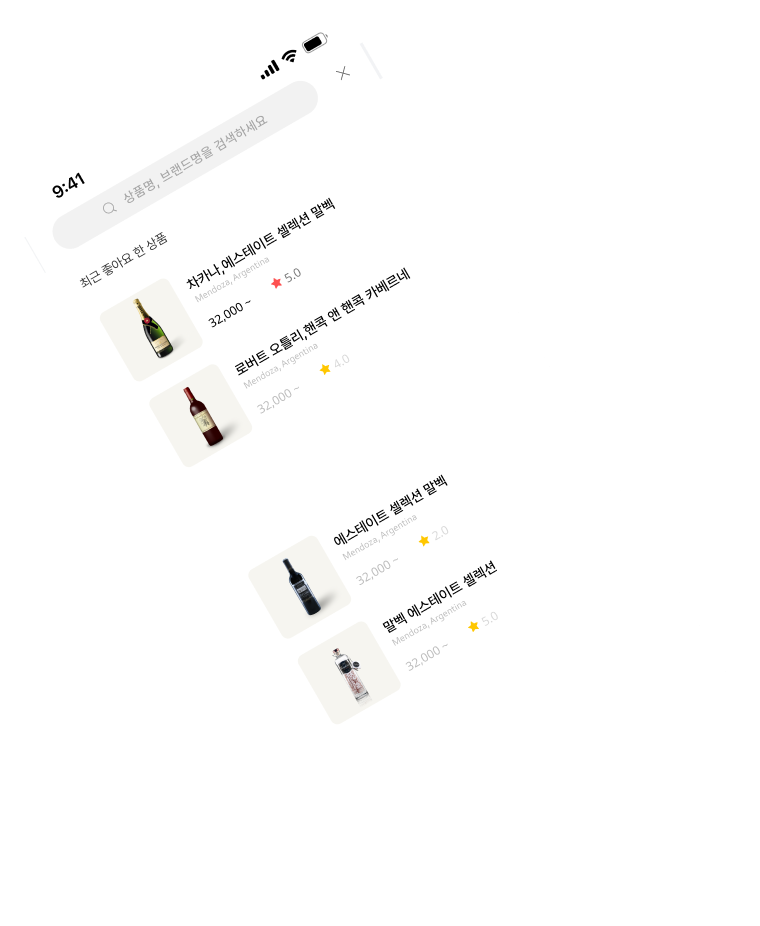 9:41
상품명, 브랜드명을 검색하세요
최근 좋아요 한 상품
차카나,에스테이트 셀렉션 말벡
Mendoza, Argentina
32,000 ~ 5.0
로버트 오틀리,핸콕 앤 핸콕 카베르네
Mendoza, Argentina
32,000 ~ 4.0
에스테이트 셀렉션 말벡
Mendoza, Argentina
32,000 ~ 2.0
말벡 에스테이트 셀렉션
Mendoza, Argentina
32,000 ~ 5.0